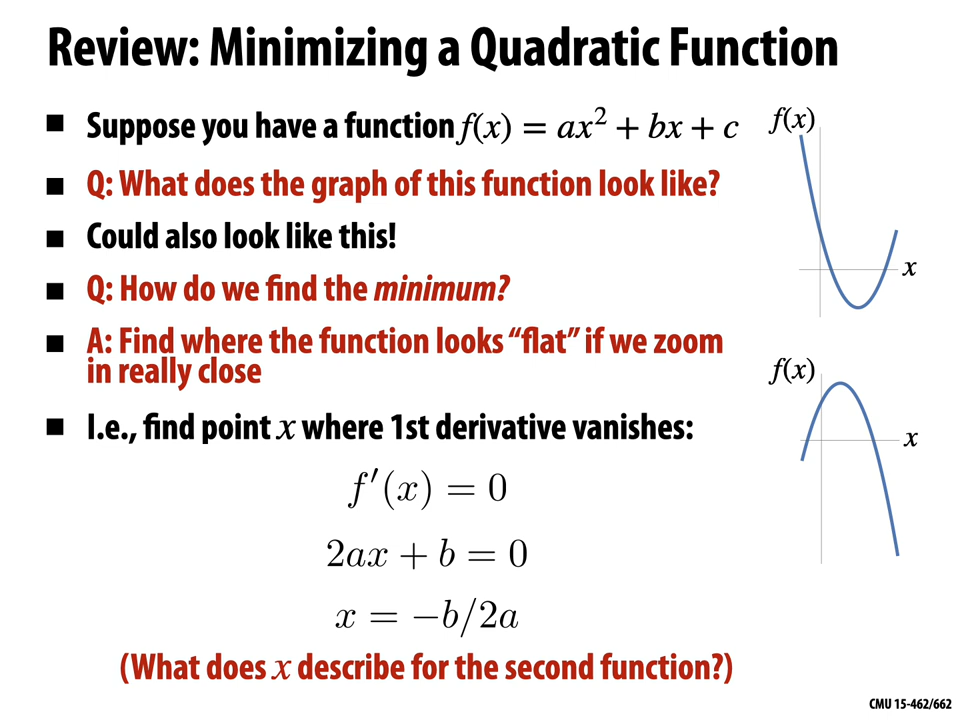 Review: Minimizing a Quadratic Function
■ Suppose you have a function f(x) = ax² + bx + c
f(x)
■ Q: What does the graph of this function look like?
■ Could also look like this!
x
■ Q: How do we find the minimum?
■ A: Find where the function looks “flat” if we zoom
in really close
f(x)
■ I.e., find point x where 1st derivative vanishes:
x
f′(x) = 0
2ax + b = 0
x = −b/2a
(What does x describe for the second function?)
CMU 15-462/662